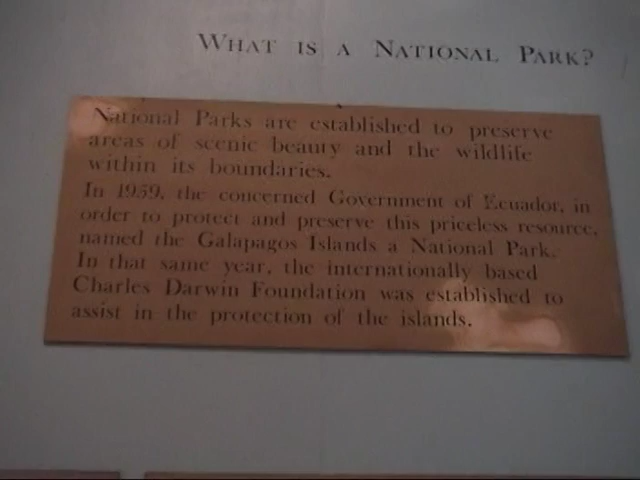 WHAT IS A NATIONAL PARK?
National Parks are established to preserve
areas of scenic beauty and the wildlife
within its boundaries.
In 1959, the concerned Government of Ecuador, in
order to protect and preserve this priceless resource,
named the Galapagos Islands a National Park.
In that same year, the internationally based
Charles Darwin Foundation was established to
assist in the protection of the islands.